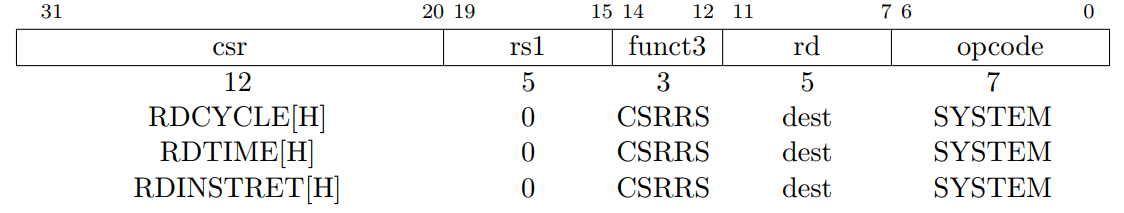 31 20 19 15 14 12 11 7 6 0
csr rs1 funct3 rd opcode
12 5 3 5 7
RDCYCLE[H] 0 CSRRS dest SYSTEM
RDTIME[H] 0 CSRRS dest SYSTEM
RDINSTRET[H] 0 CSRRS dest SYSTEM